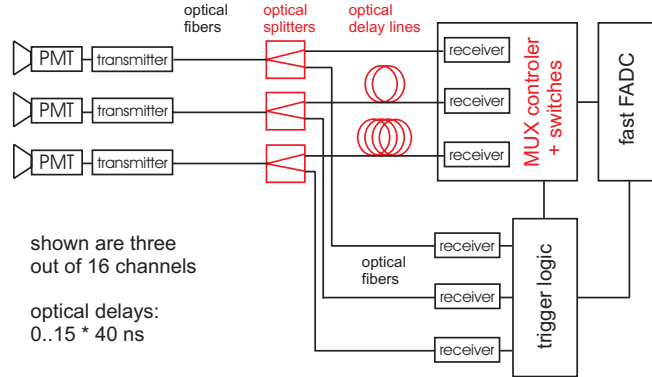 optical
fibers
optical
splitters
optical
delay lines
PMT
transmitter
receiver
PMT
transmitter
receiver
PMT
transmitter
receiver
MUX controler
+ switches
fast FADC
shown are three
out of 16 channels
optical delays:
0..15 * 40 ns
optical
fibers
receiver
receiver
receiver
trigger logic